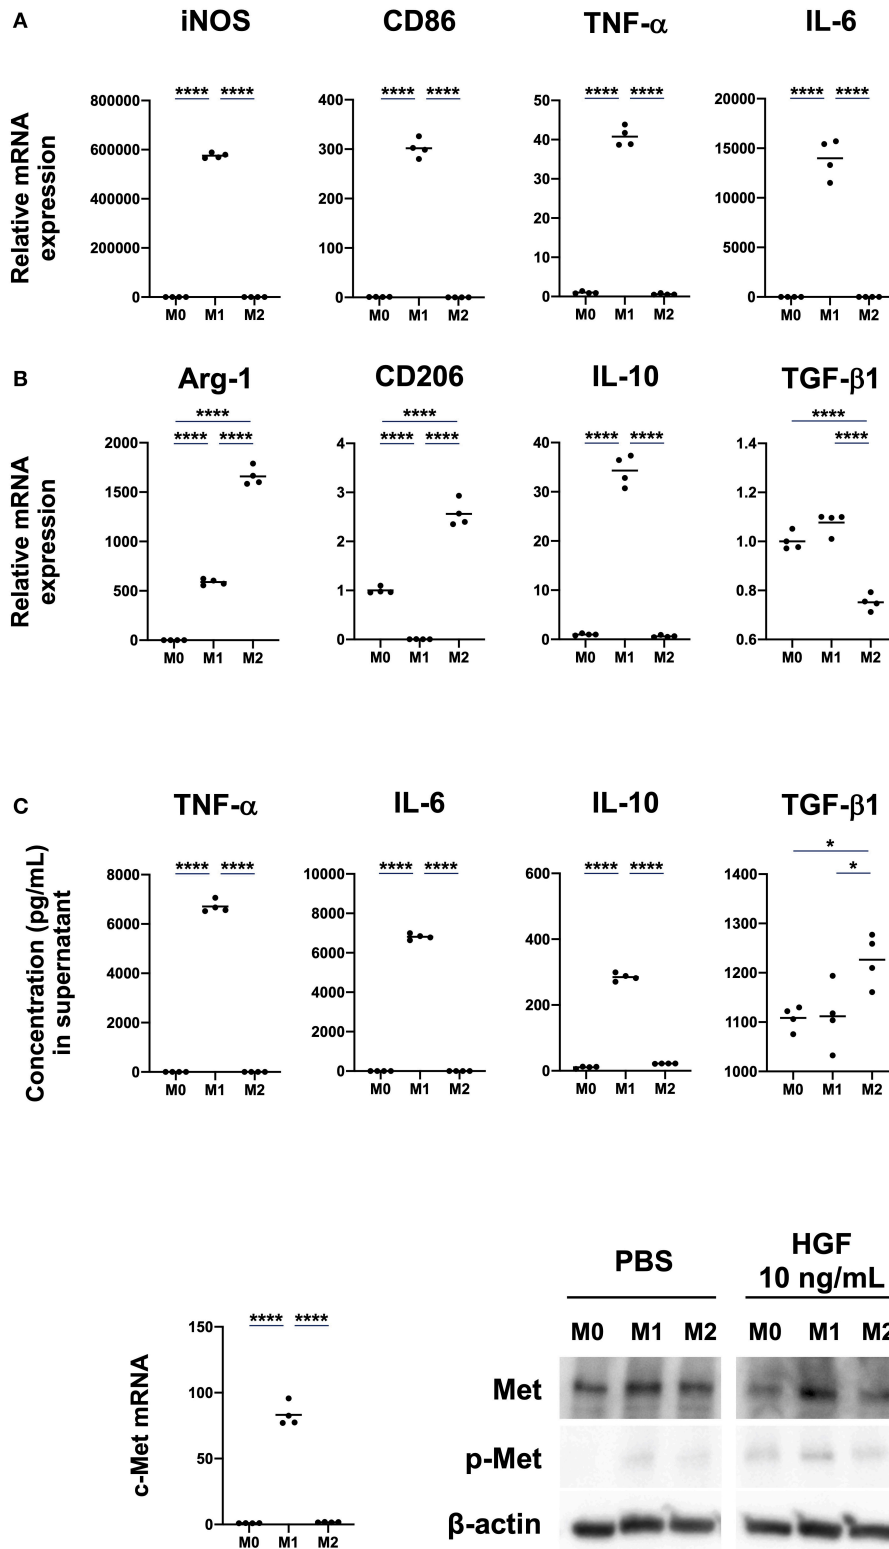 A
iNOS
CD86
TNF-α
IL-6
Relative mRNA
expression
**** ****
800000
600000
400000
200000
0
M0 M1 M2
**** ****
400
300
200
100
0
M0 M1 M2
**** ****
50
40
30
20
10
0
M0 M1 M2
**** ****
20000
15000
10000
5000
0
M0 M1 M2
B
Arg-1
CD206
IL-10
TGF-β1
Relative mRNA
expression
****
**** ****
2000
1500
1000
500
0
M0 M1 M2
****
**** ****
4
3
2
1
0
M0 M1 M2
**** ****
40
30
20
10
0
M0 M1 M2
****
****
1.4
1.2
1.0
0.8
0.6
M0 M1 M2
C
TNF-α
IL-6
IL-10
TGF-β1
Concentration (pg/mL)
in supernatant
**** ****
8000
6000
4000
2000
0
M0 M1 M2
**** ****
10000
8000
6000
4000
2000
0
M0 M1 M2
**** ****
600
400
200
0
M0 M1 M2
*
*
1400
1300
1200
1100
1000
M0 M1 M2
c-Met mRNA
**** ****
150
100
50
0
M0 M1 M2
PBS
HGF
10 ng/mL
M0 M1 M2
M0 M1 M2
Met
p-Met
β-actin